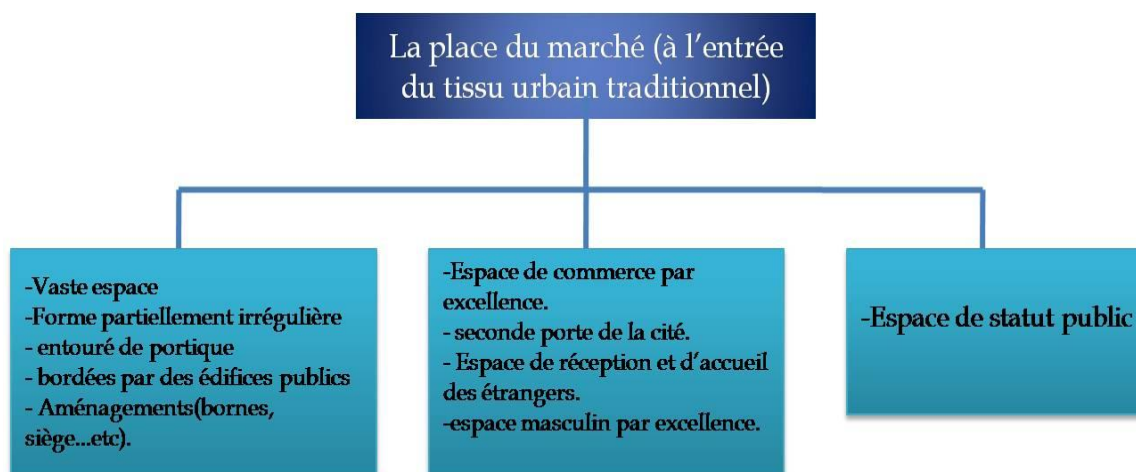 La place du marché (à l'entrée
du tissu urbain traditionnel)
-Vaste espace
-Forme partiellement irrégulière
- entouré de portique
- bordées par des édifices publics
- Aménagements(bornes,
siège...etc).
-Espace de commerce par
excellence.
- seconde porte de la cité.
- Espace de réception et d'accueil
des étrangers.
-espace masculin par excellence.
-Espace de statut public